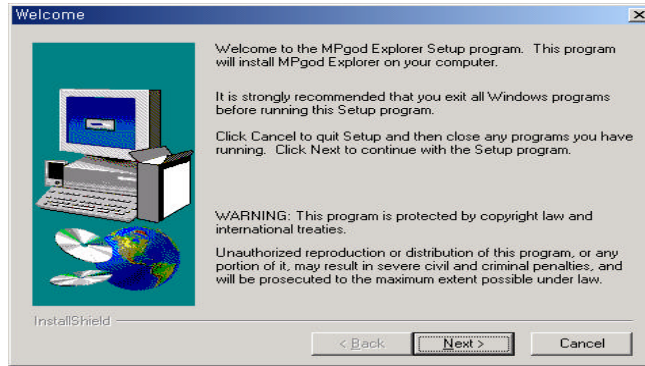 Welcome
Welcome to the MPgod Explorer Setup program. This program
will install MPgod Explorer on your computer.
It is strongly recommended that you exit all Windows programs
before running this Setup program.
Click Cancel to quit Setup and then close any programs you have
running. Click Next to continue with the Setup program.
WARNING: This program is protected by copyright law and
international treaties.
Unauthorized reproduction or distribution of this program, or any
portion of it, may result in severe civil and criminal penalties, and
will be prosecuted to the maximum extent possible under law.
InstallShield
< Back
Next >
Cancel